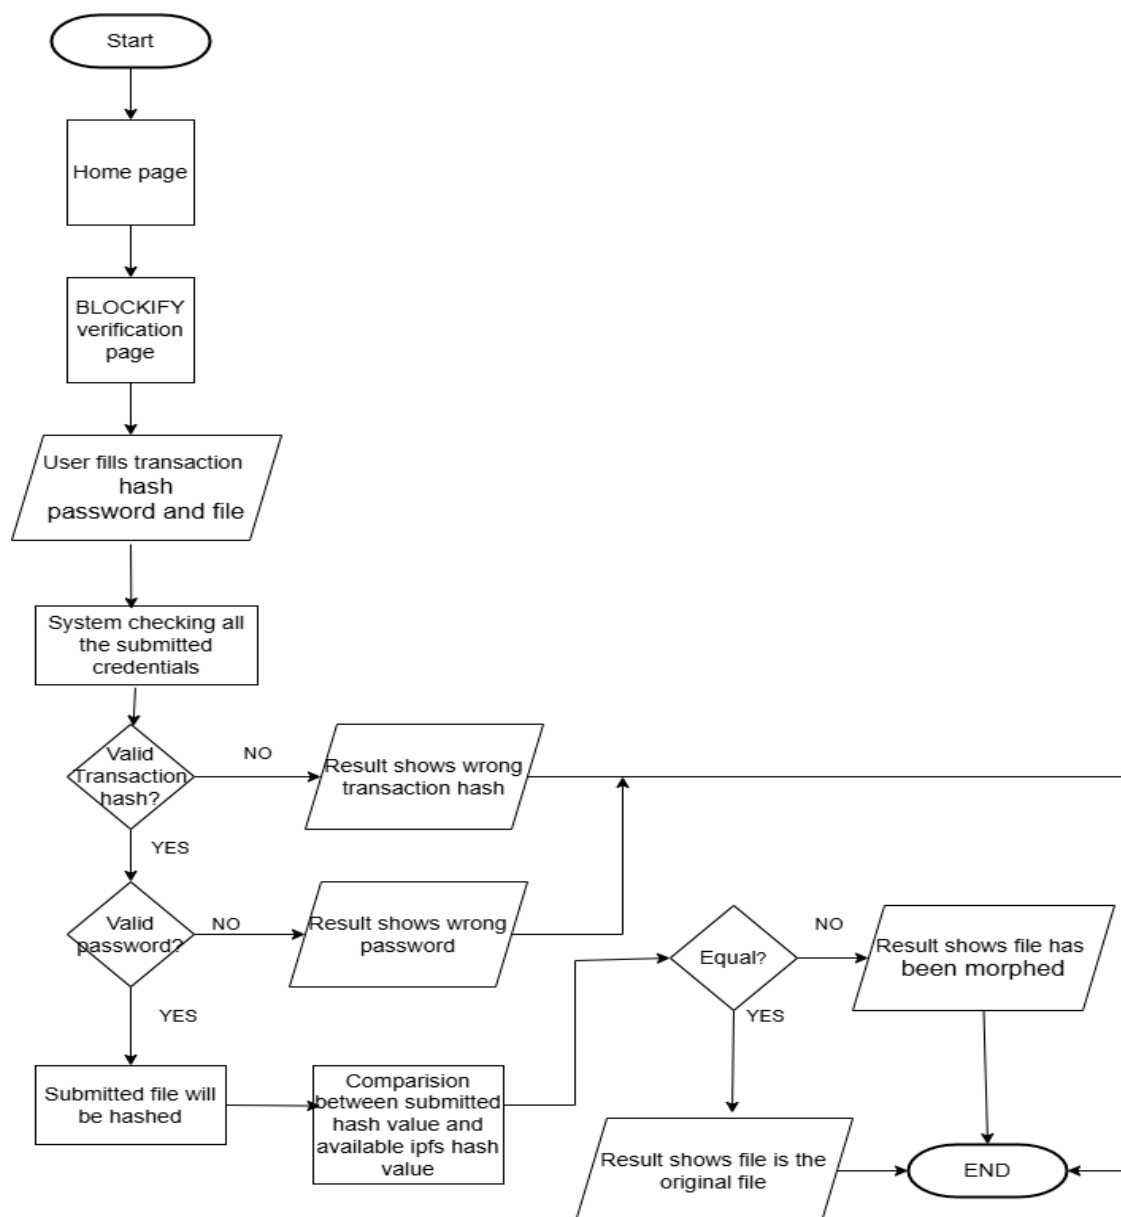 Start
Home page
BLOCKIFY
verification
page
User fills transaction
hash
password and file
System checking all
the submitted
credentials
Valid
Transaction
hash?
NO
Result shows wrong
transaction hash
YES
Valid
password?
NO
Result shows wrong
password
YES
Submitted file will
be hashed
Comparision
between submitted
hash value and
available ipfs hash
value
Equal?
NO
Result shows file has
been morphed
YES
Result shows file is the
original file
END